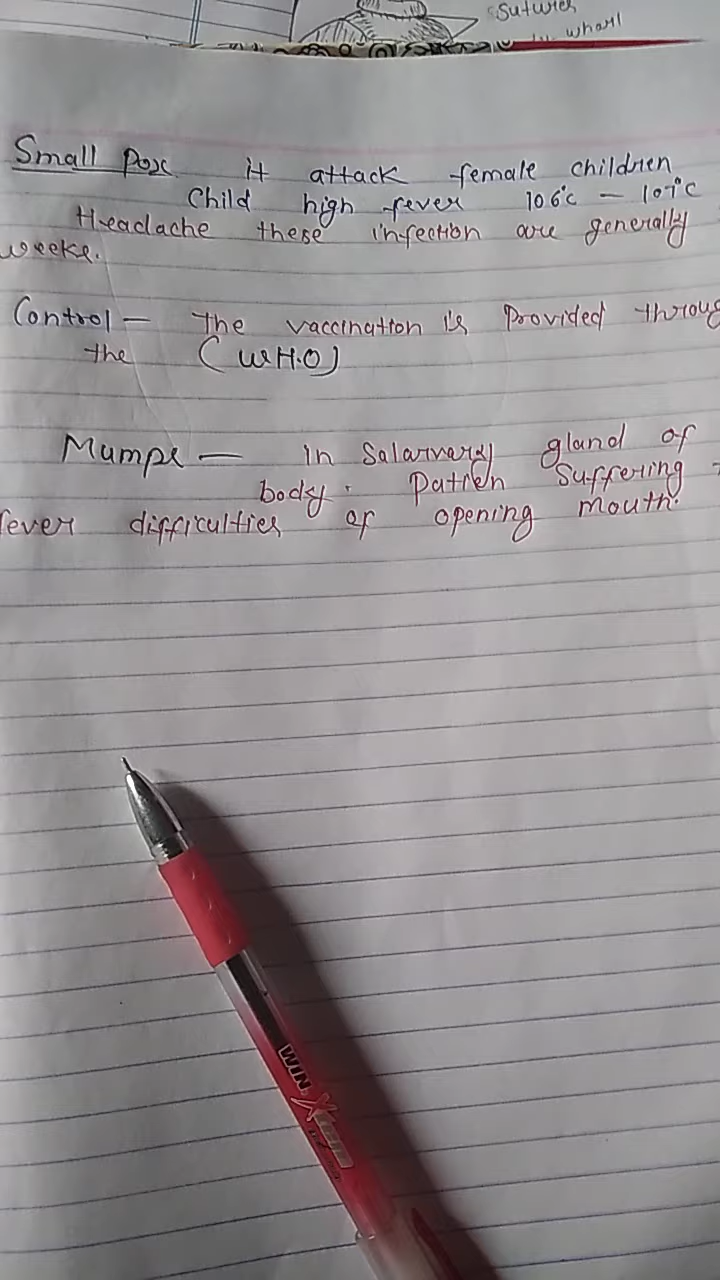 Sutures
whorl
Small Pox it attack female children
Child high fever 106°c – 107°c
Headache these infection are generally
weeks.
Control – The vaccination is Provided throug
the (W.H.O)
Mumps – In Salarvary gland of
body. Patien Suffering
fever difficulties of opening mouth.
WIN